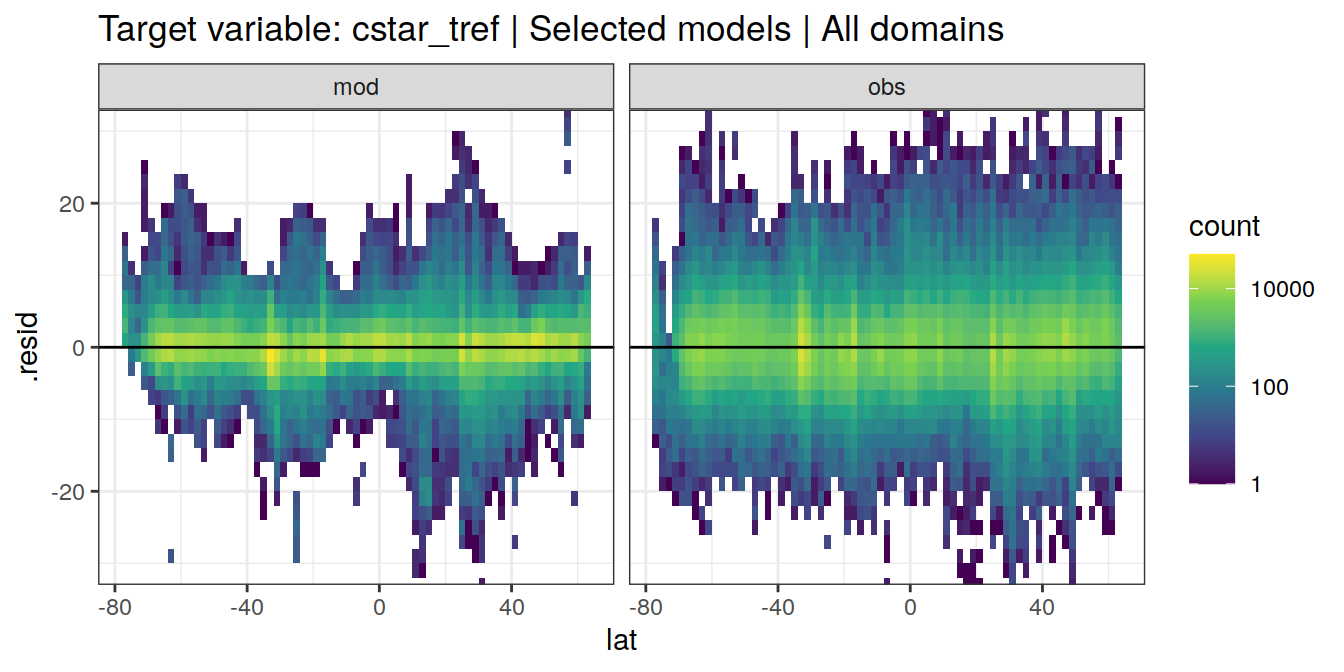 Target variable: cstar_tref | Selected models | All domains
mod
obs
.resid
20
0
-20
-80
-40
0
40
-80
-40
0
40
lat
count
10000
100
1